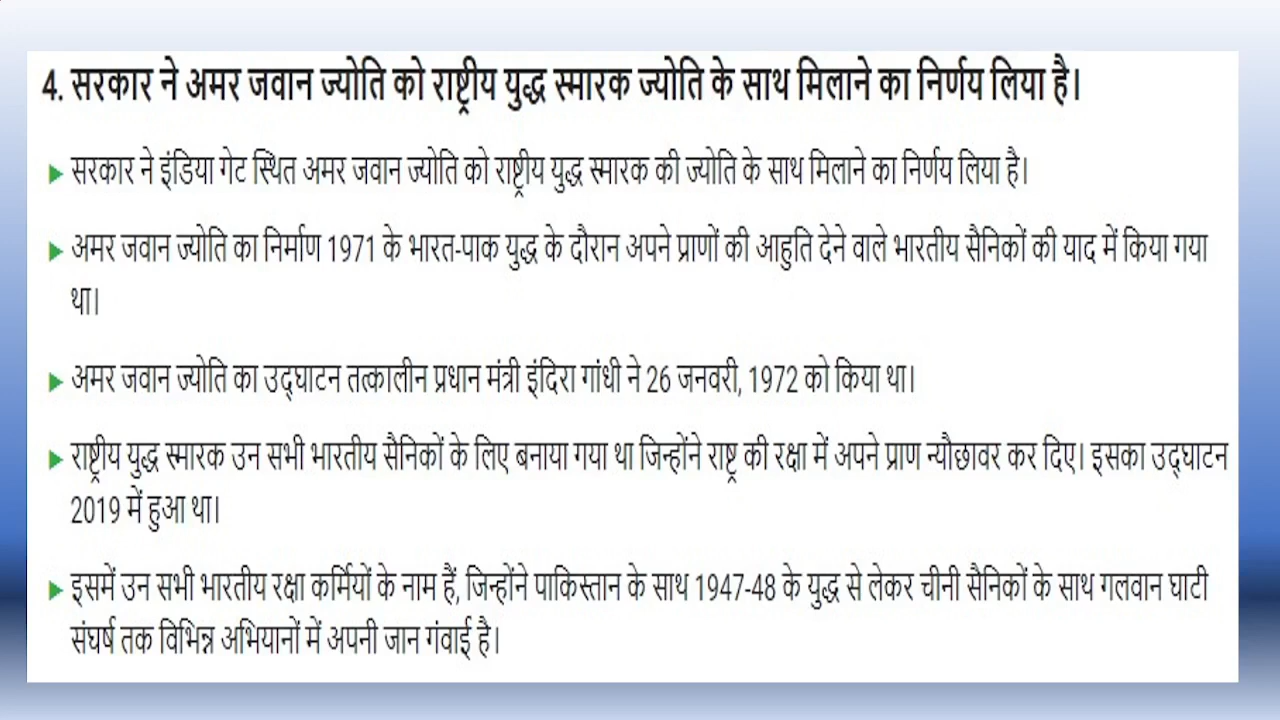 4. सरकार ने अमर जवान ज्योति को राष्ट्रीय युद्ध स्मारक ज्योति के साथ मिलाने का निर्णय लिया है।
सरकार ने इंडिया गेट स्थित अमर जवान ज्योति को राष्ट्रीय युद्ध स्मारक की ज्योति के साथ मिलाने का निर्णय लिया है।
अमर जवान ज्योति का निर्माण 1971 के भारत-पाक युद्ध के दौरान अपने प्राणों की आहुति देने वाले भारतीय सैनिकों की याद में किया गया
था।
अमर जवान ज्योति का उद्घाटन तत्कालीन प्रधान मंत्री इंदिरा गांधी ने 26 जनवरी, 1972 को किया था।
राष्ट्रीय युद्ध स्मारक उन सभी भारतीय सैनिकों के लिए बनाया गया था जिन्होंने राष्ट्र की रक्षा में अपने प्राण न्यौछावर कर दिए। इसका उद्घाटन
2019 में हुआ था।
इसमें उन सभी भारतीय रक्षा कर्मियों के नाम हैं, जिन्होंने पाकिस्तान के साथ 1947-48 के युद्ध से लेकर चीनी सैनिकों के साथ गलवान घाटी
संघर्ष तक विभिन्न अभियानों में अपनी जान गंवाई है।